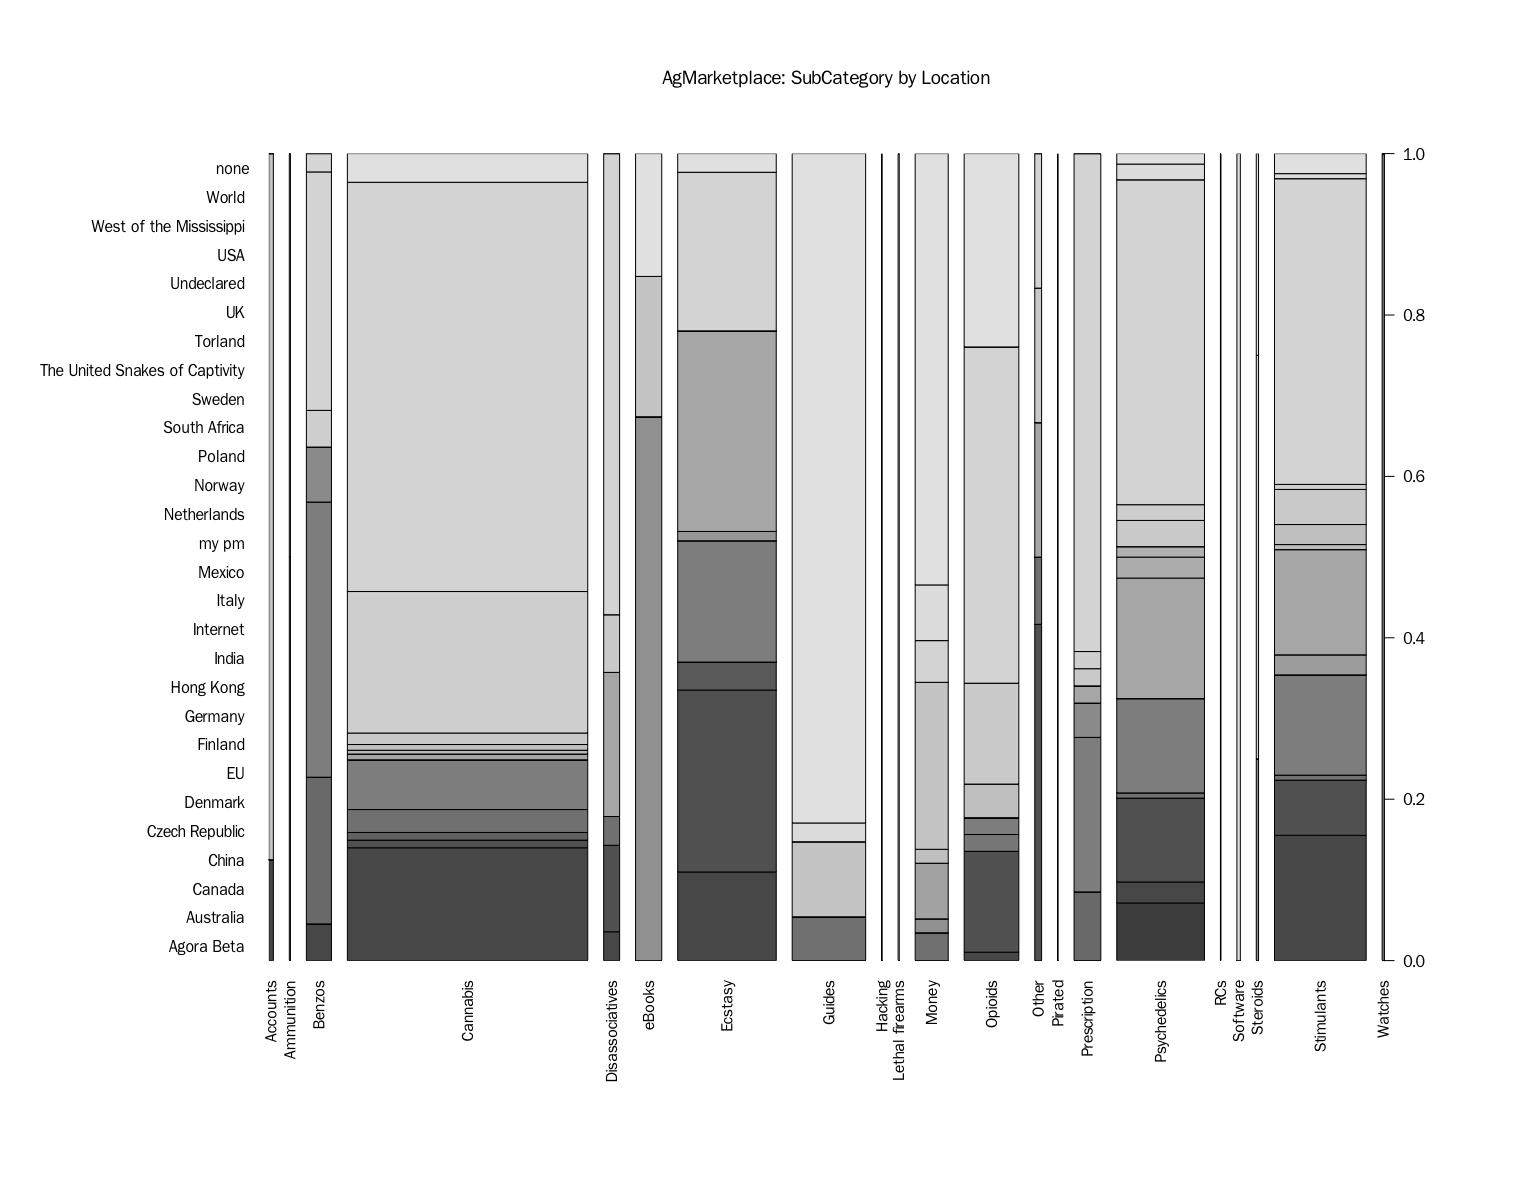 AgMarketplace: SubCategory by Location
none
World
West of the Mississippi
USA
Undeclared
UK
Torland
The United Snakes of Captivity
Sweden
South Africa
Poland
Norway
Netherlands
my pm
Mexico
Italy
Internet
India
Hong Kong
Germany
Finland
EU
Denmark
Czech Republic
China
Canada
Australia
Agora Beta
1.0
0.8
0.6
0.4
0.2
0.0
Accounts
Ammunition
Benzos
Cannabis
Disassociatives
eBooks
Ecstasy
Guides
Hacking
Lethal firearms
Money
Opioids
Other
Pirated
Prescription
Psychedelics
RCs
Software
Steroids
Stimulants
Watches